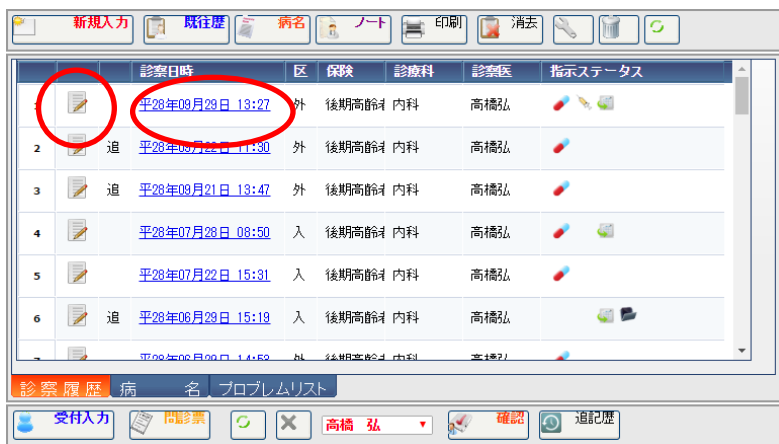 新規入力 既往歴 病名 ノート 印刷 消去
診察日時 区 保険 診療科 診察医 指示ステータス
平28年09月29日 13:27 外 後期高齢者 内科 高橋弘
2 追 平28年09月22日 11:30 外 後期高齢者 内科 高橋弘
3 追 平28年09月21日 13:47 外 後期高齢者 内科 高橋弘
4 平28年07月28日 08:50 入 後期高齢者 内科 高橋弘
5 平28年07月22日 15:31 入 後期高齢者 内科 高橋弘
6 追 平28年06月29日 15:19 入 後期高齢者 内科 高橋弘
診察履歴 病 名 プロブレムリスト
受付入力 問診票 高橋 弘 確認 追記歴